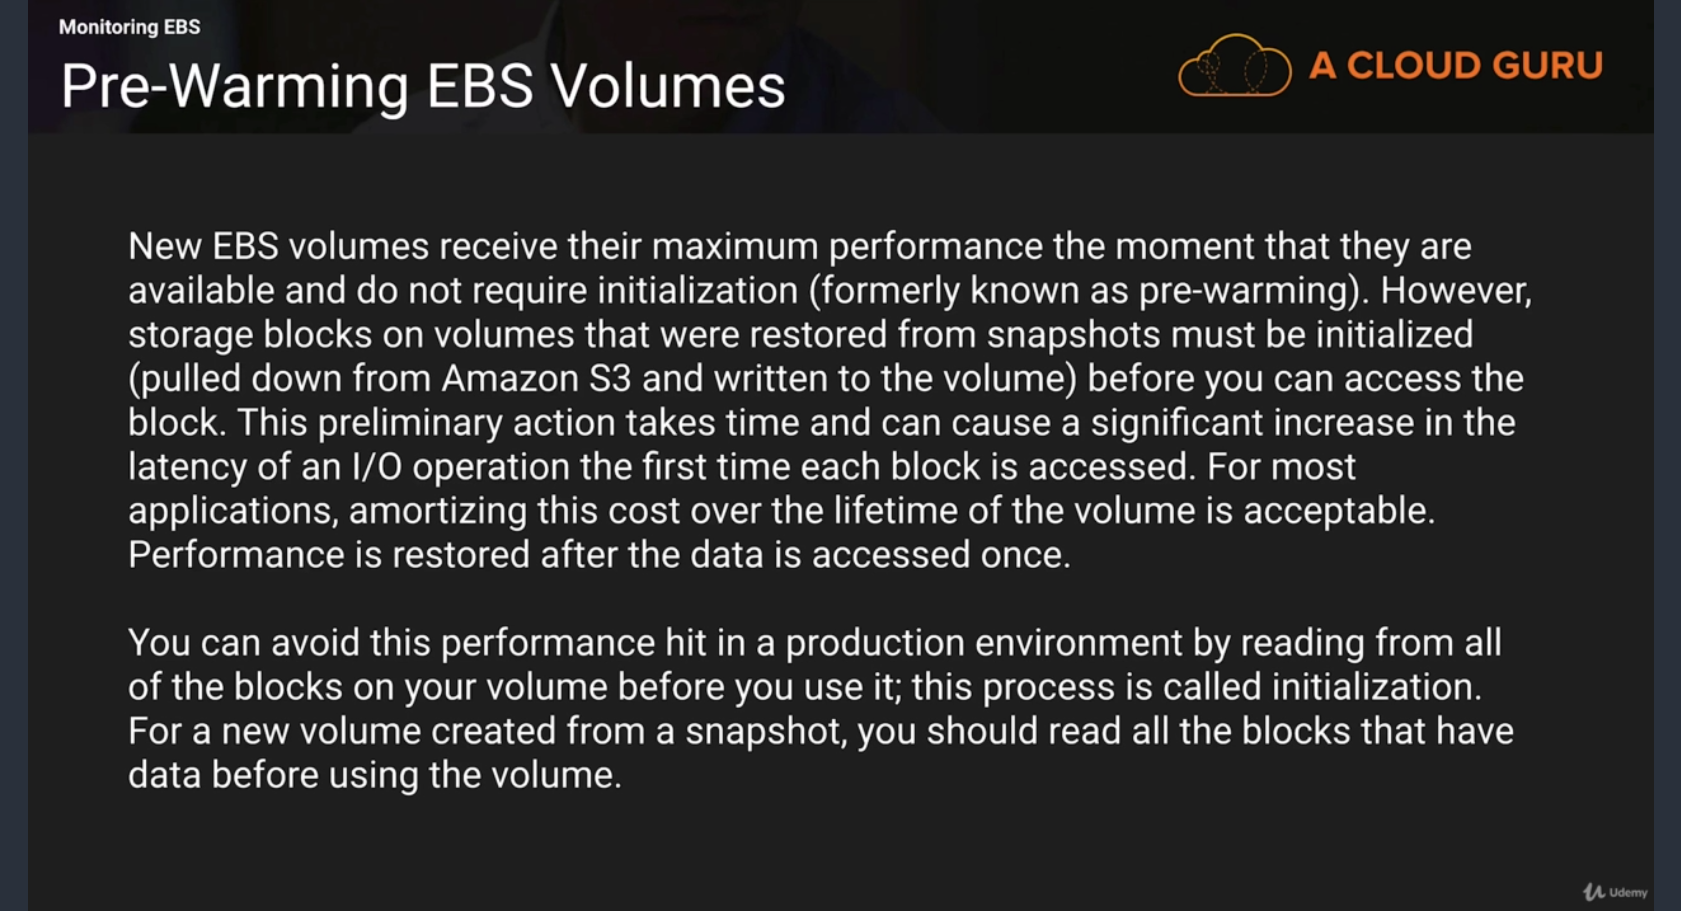 Monitoring EBS
Pre-Warming EBS Volumes
A CLOUD GURU
New EBS volumes receive their maximum performance the moment that they are
available and do not require initialization (formerly known as pre-warming). However,
storage blocks on volumes that were restored from snapshots must be initialized
(pulled down from Amazon S3 and written to the volume) before you can access the
block. This preliminary action takes time and can cause a significant increase in the
latency of an I/O operation the first time each block is accessed. For most
applications, amortizing this cost over the lifetime of the volume is acceptable.
Performance is restored after the data is accessed once.
You can avoid this performance hit in a production environment by reading from all
of the blocks on your volume before you use it; this process is called initialization.
For a new volume created from a snapshot, you should read all the blocks that have
data before using the volume.
Udemy